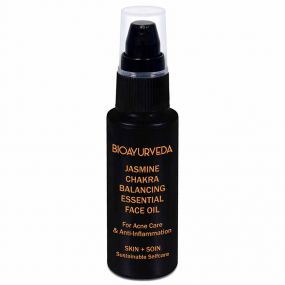 BIOAYURVEDA
JASMINE
CHAKRA
BALANCING
ESSENTIAL
FACE OIL
For Acne Care
& Anti-Inflammation
SKIN + SOIN
Sustainable Selfcare